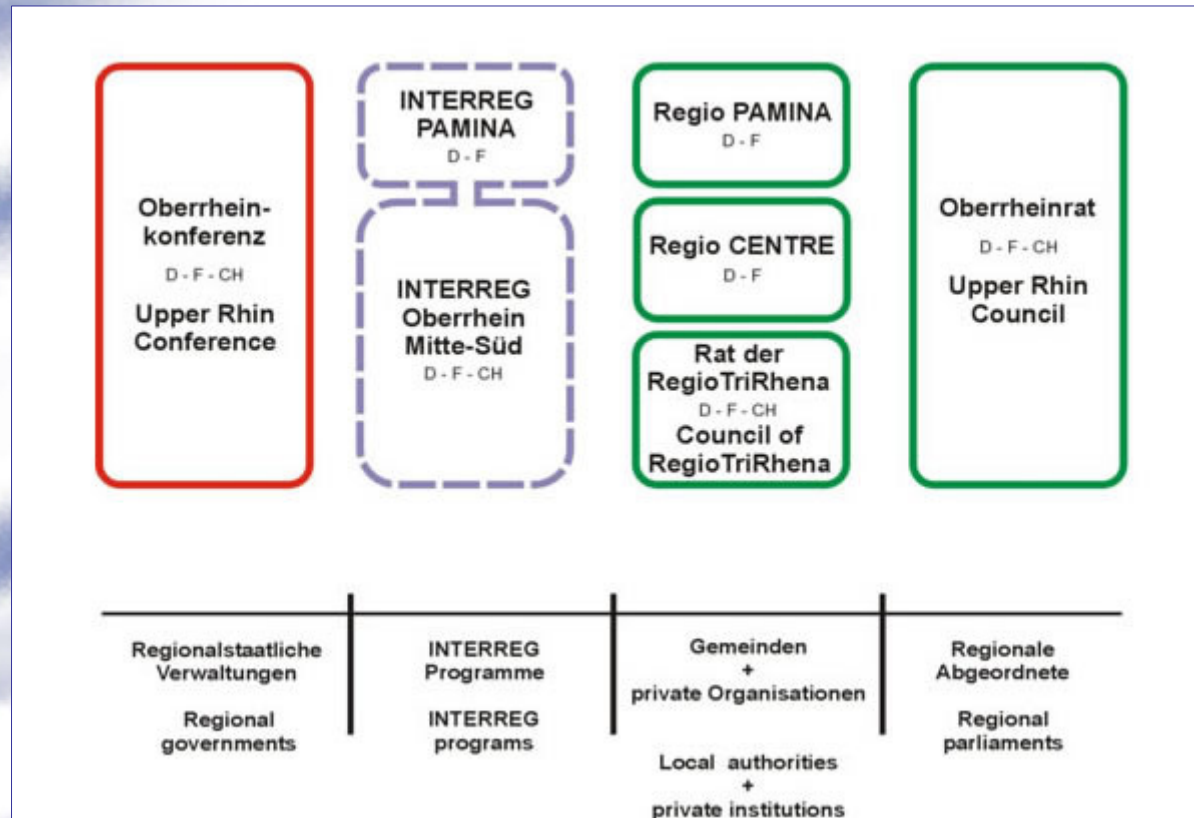 Oberrhein-
konferenz
D - F - CH
Upper Rhin
Conference
INTERREG
PAMINA
D - F
INTERREG
Oberrhein
Mitte-Süd
D - F - CH
Regio PAMINA
D - F
Regio CENTRE
D - F
Rat der
RegioTriRhena
D - F - CH
Council of
RegioTriRhena
Oberrheinrat
D - F - CH
Upper Rhin
Council
Regionalstaatliche
Verwaltungen
Regional
governments
INTERREG
Programme
INTERREG
programs
Gemeinden
+
private Organisationen
Local authorities
+
private institutions
Regionale
Abgeordnete
Regional
parliaments